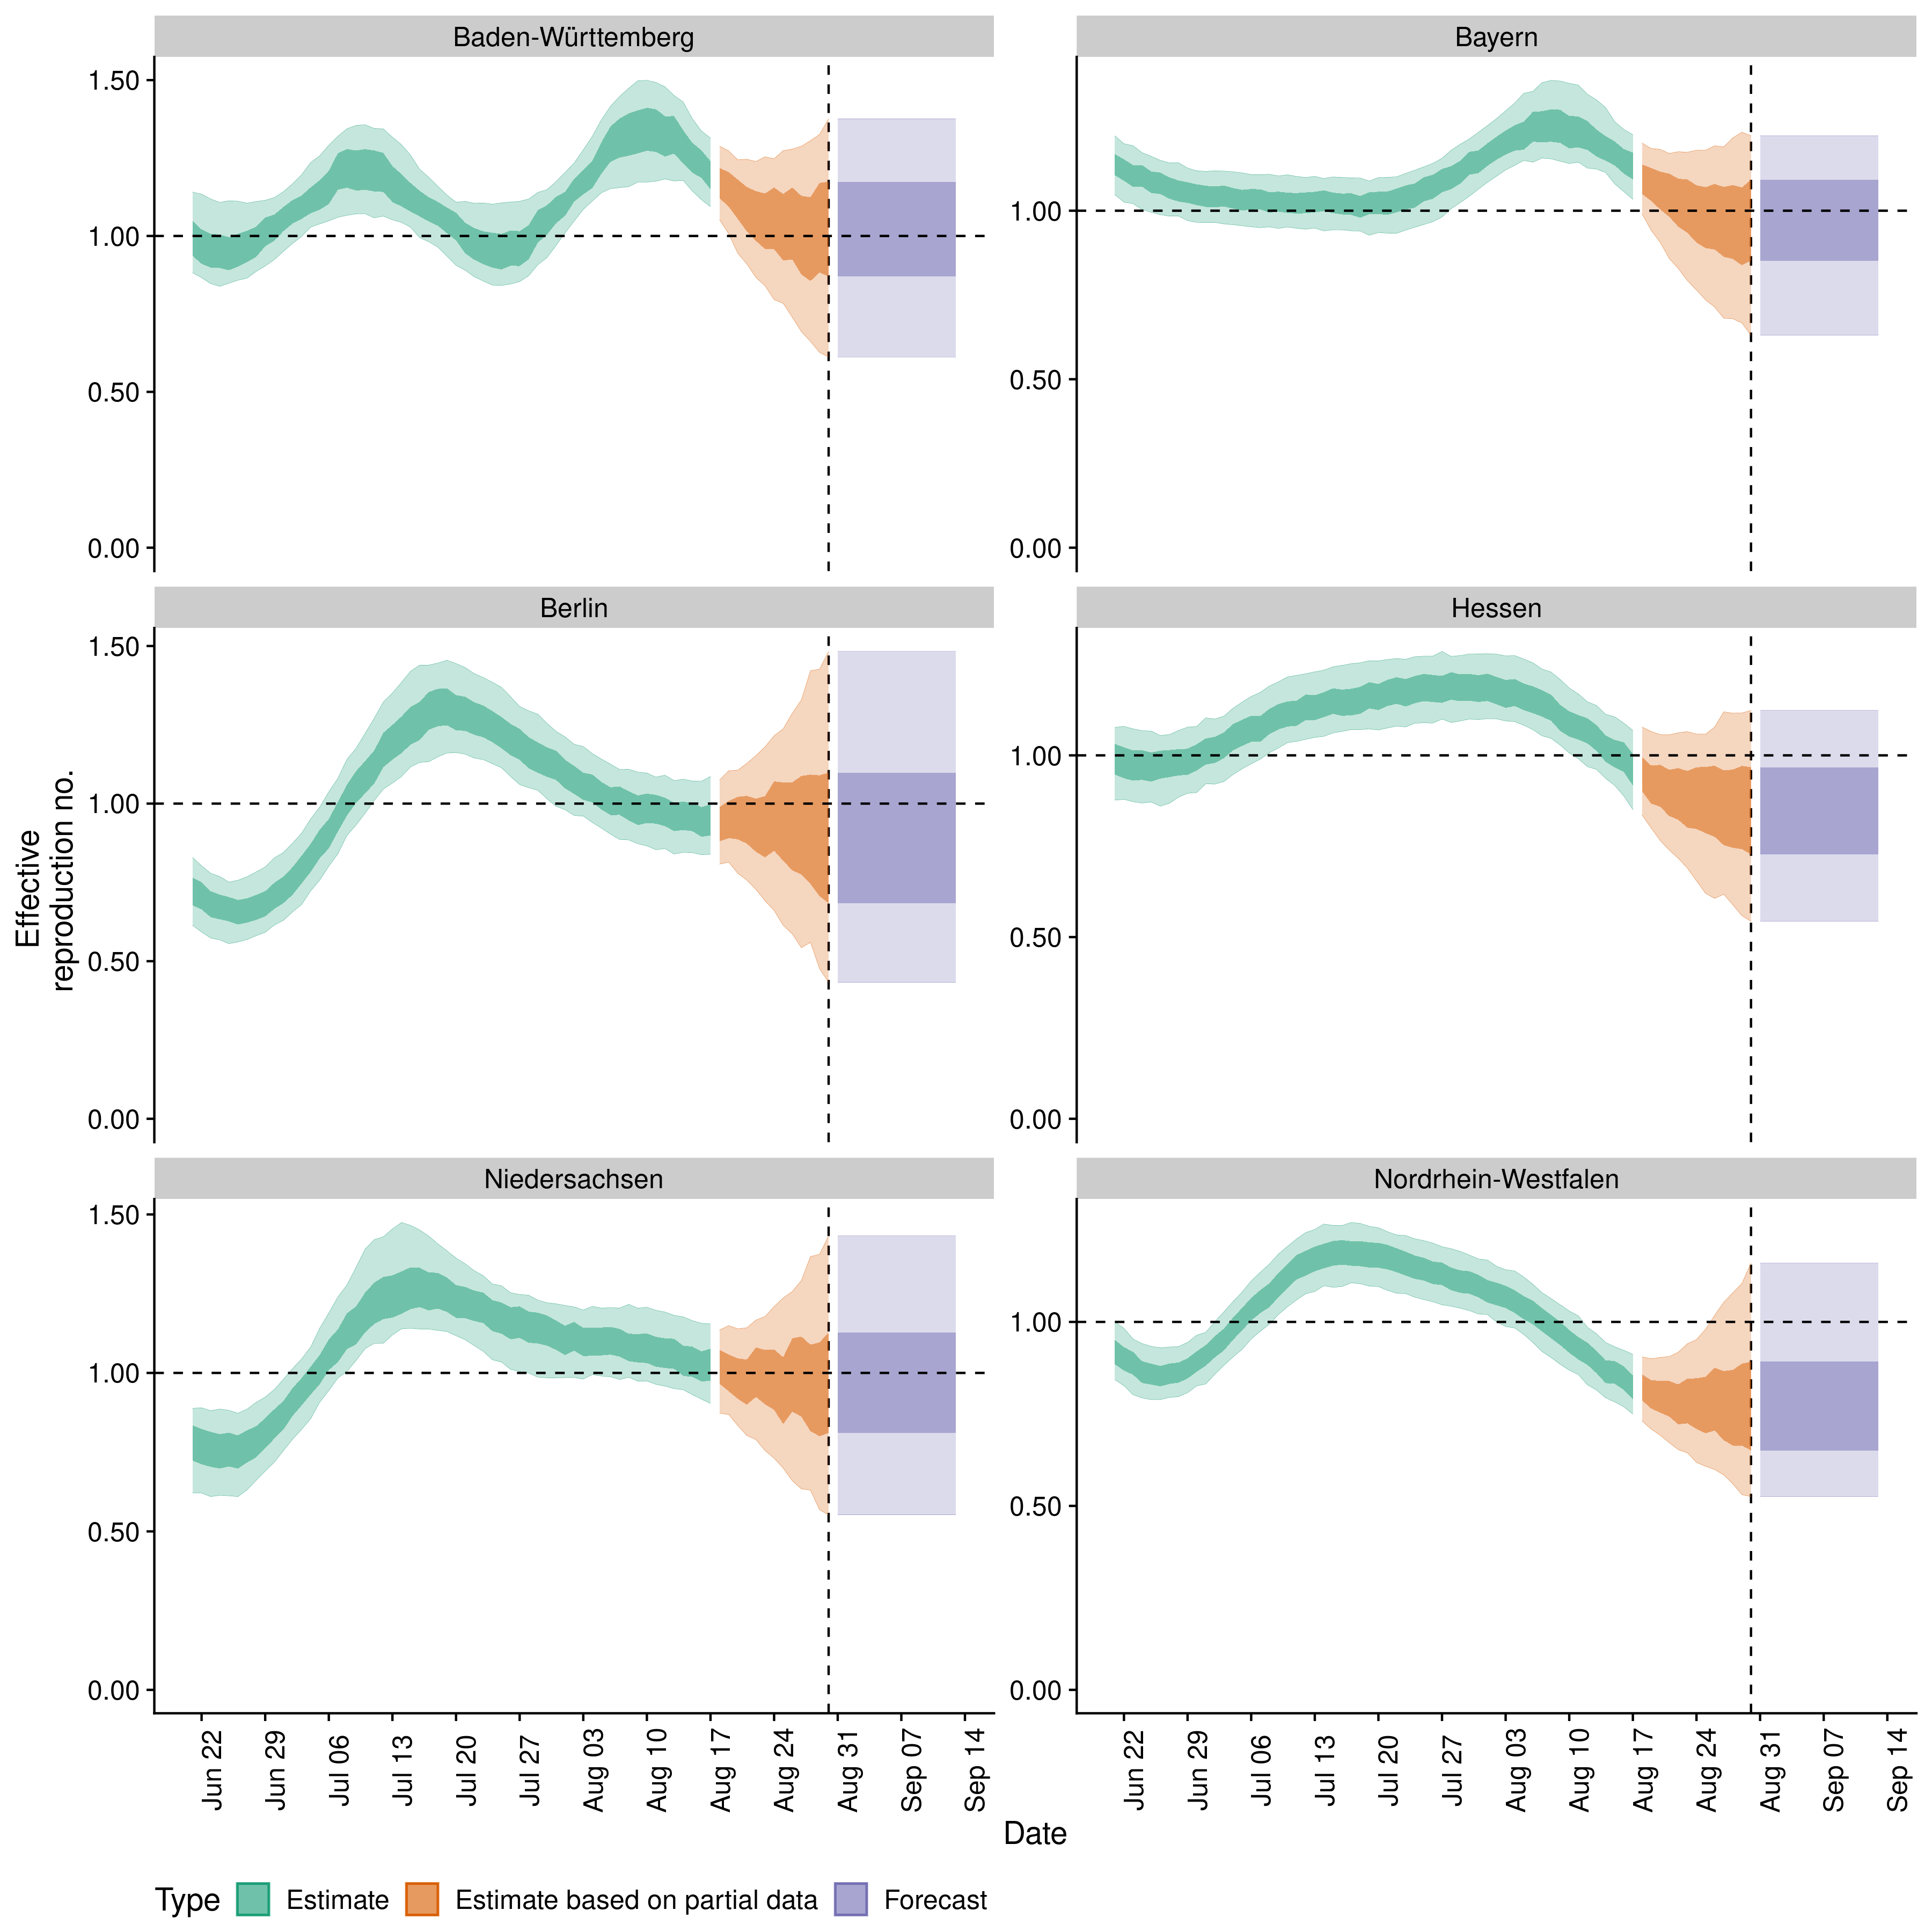 Baden-Württemberg
Bayern
1.50
1.00
0.50
0.00
1.00
0.50
0.00
Berlin
Hessen
1.50
1.00
0.50
0.00
1.00
0.50
0.00
Niedersachsen
Nordrhein-Westfalen
1.50
1.00
0.50
0.00
1.00
0.50
0.00
Effective
reproduction no.
Jun 22
Jun 29
Jul 06
Jul 13
Jul 20
Jul 27
Aug 03
Aug 10
Aug 17
Aug 24
Aug 31
Sep 07
Sep 14
Jun 22
Jun 29
Jul 06
Jul 13
Jul 20
Jul 27
Aug 03
Aug 10
Aug 17
Aug 24
Aug 31
Sep 07
Sep 14
Date
Type Estimate Estimate based on partial data Forecast